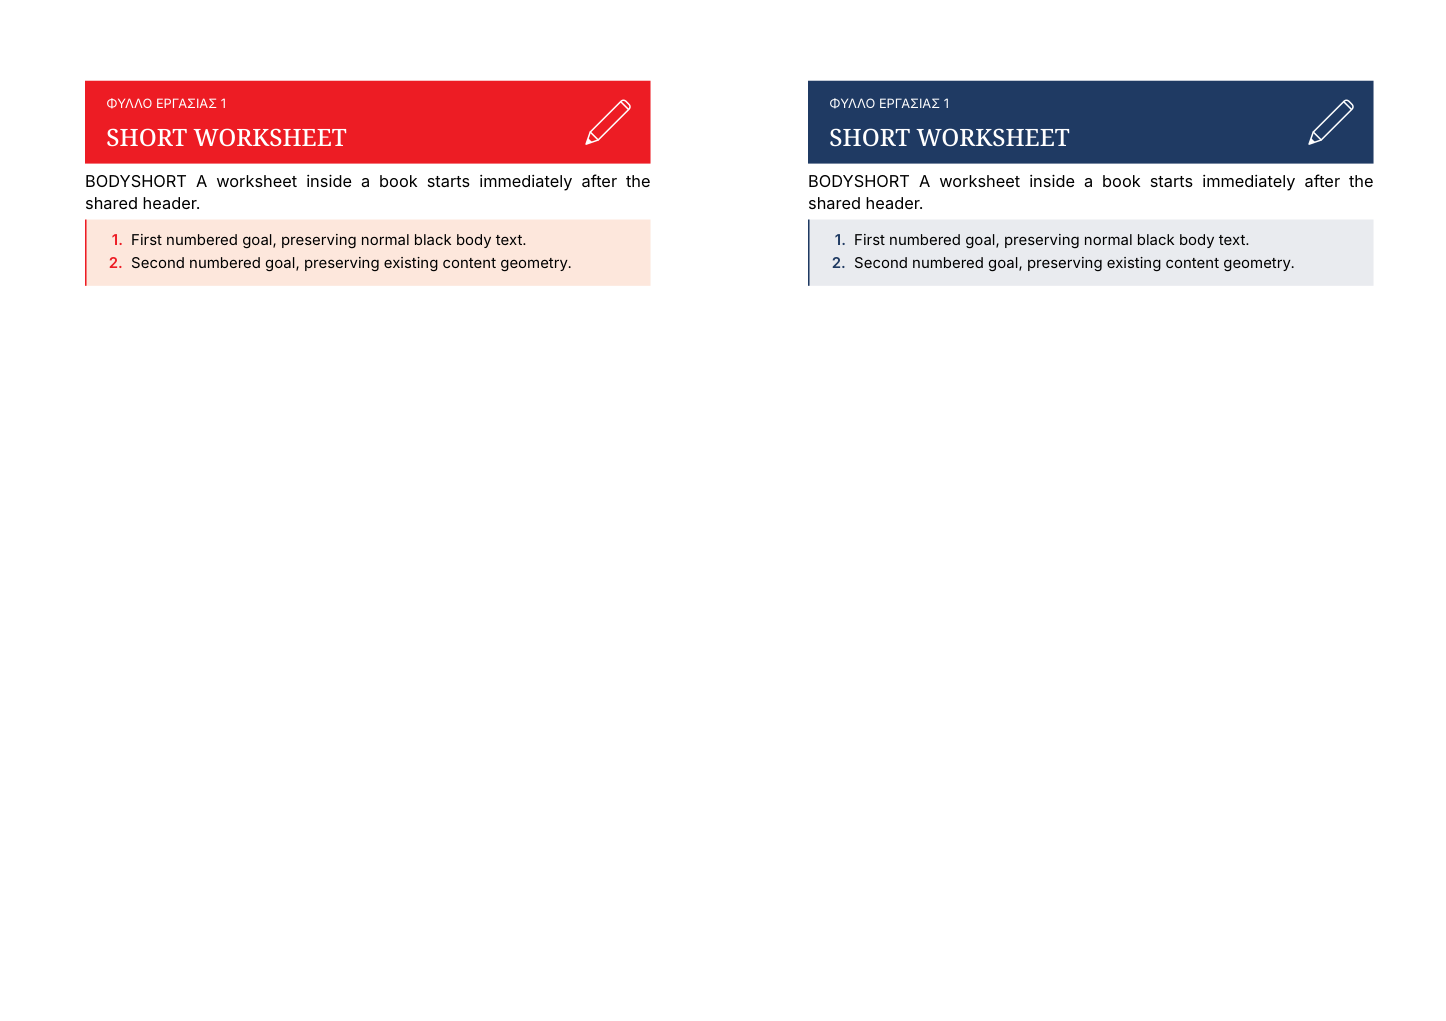 ΦΥΛΛΟ ΕΡΓΑΣΙΑΣ 1
SHORT WORKSHEET
BODYSHORT A worksheet inside a book starts immediately after the
shared header.
1. First numbered goal, preserving normal black body text.
2. Second numbered goal, preserving existing content geometry.
ΦΥΛΛΟ ΕΡΓΑΣΙΑΣ 1
SHORT WORKSHEET
BODYSHORT A worksheet inside a book starts immediately after the
shared header.
1. First numbered goal, preserving normal black body text.
2. Second numbered goal, preserving existing content geometry.